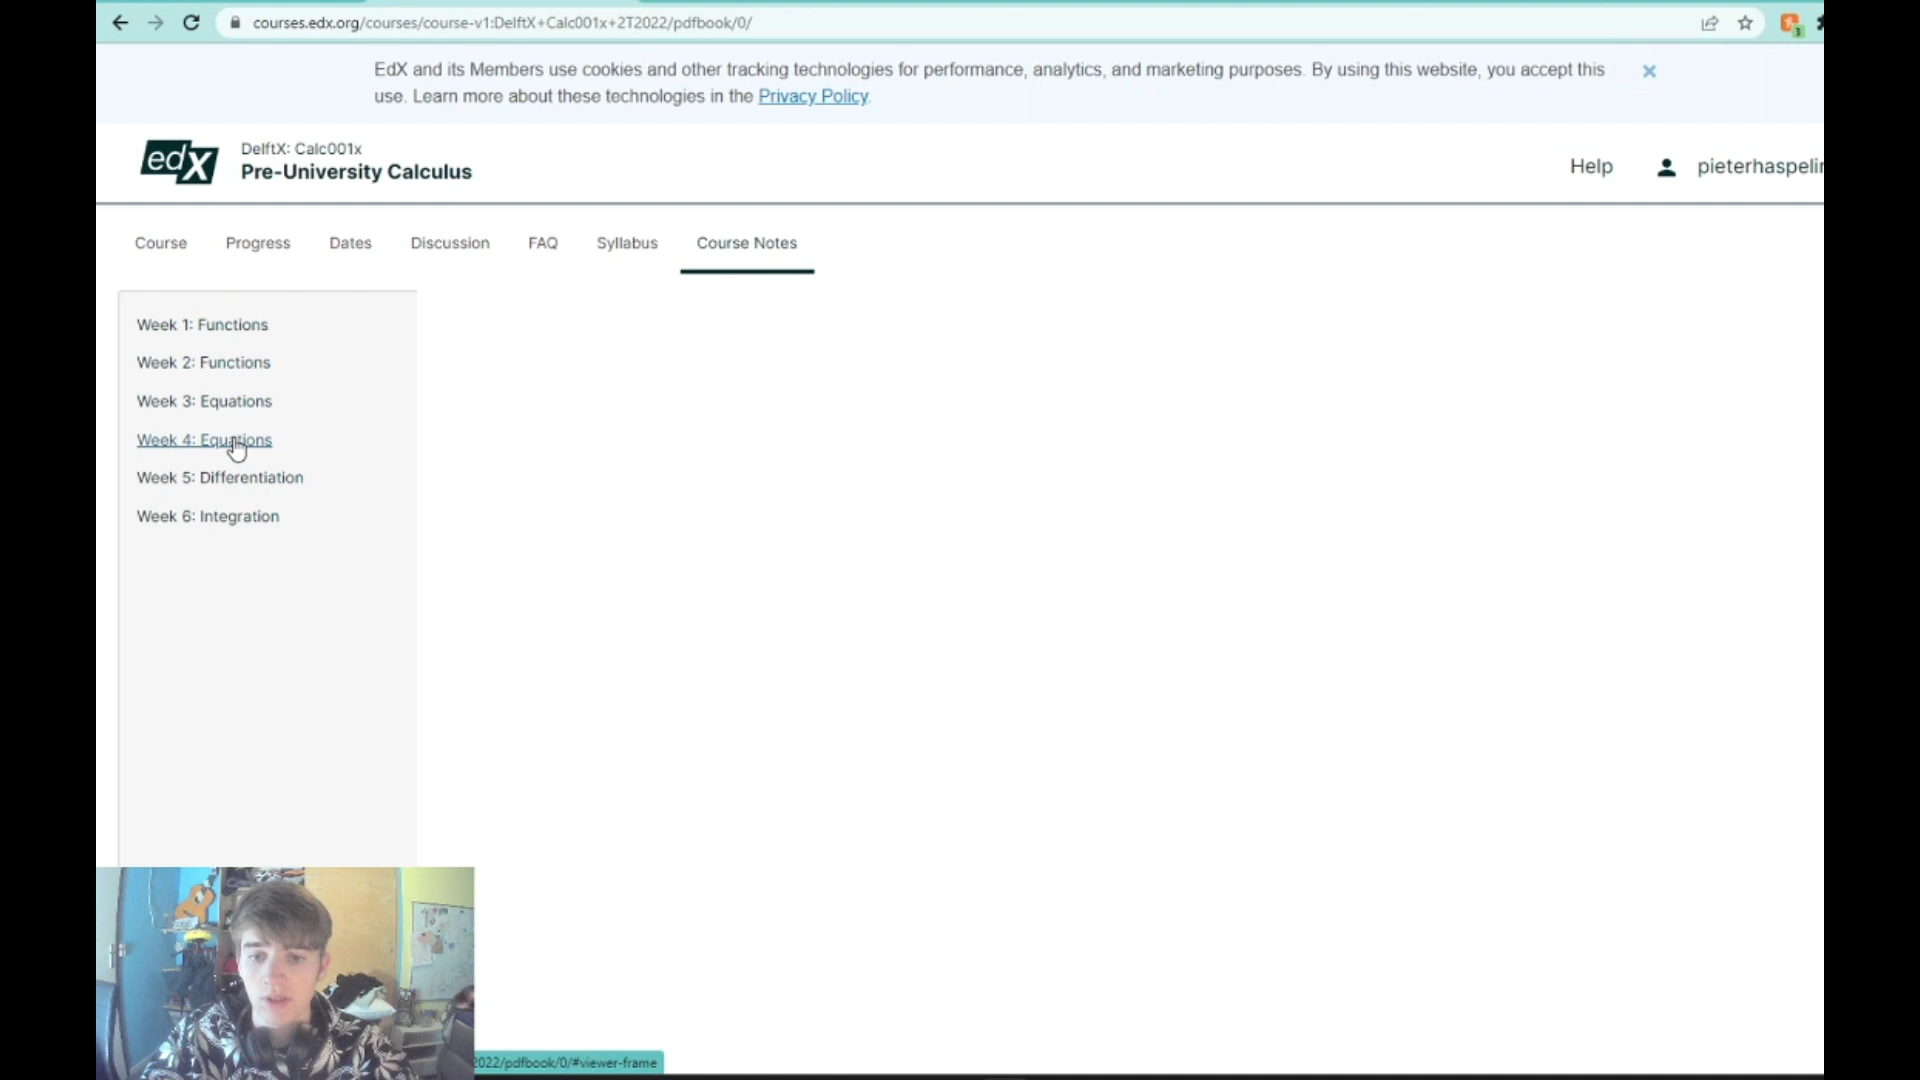 courses.edx.org/courses/course-v1:DelftX+Calc001x+2T2022/pdfbook/0/
EdX and its Members use cookies and other tracking technologies for performance, analytics, and marketing purposes. By using this website, you accept this
use. Learn more about these technologies in the Privacy Policy.
edX
DelftX: Calc001x
Pre-University Calculus
Help
pieterhaspelin
Course
Progress
Dates
Discussion
FAQ
Syllabus
Course Notes
Week 1: Functions
Week 2: Functions
Week 3: Equations
Week 4: Equations
Week 5: Differentiation
Week 6: Integration
2022/pdfbook/0/#viewer-frame